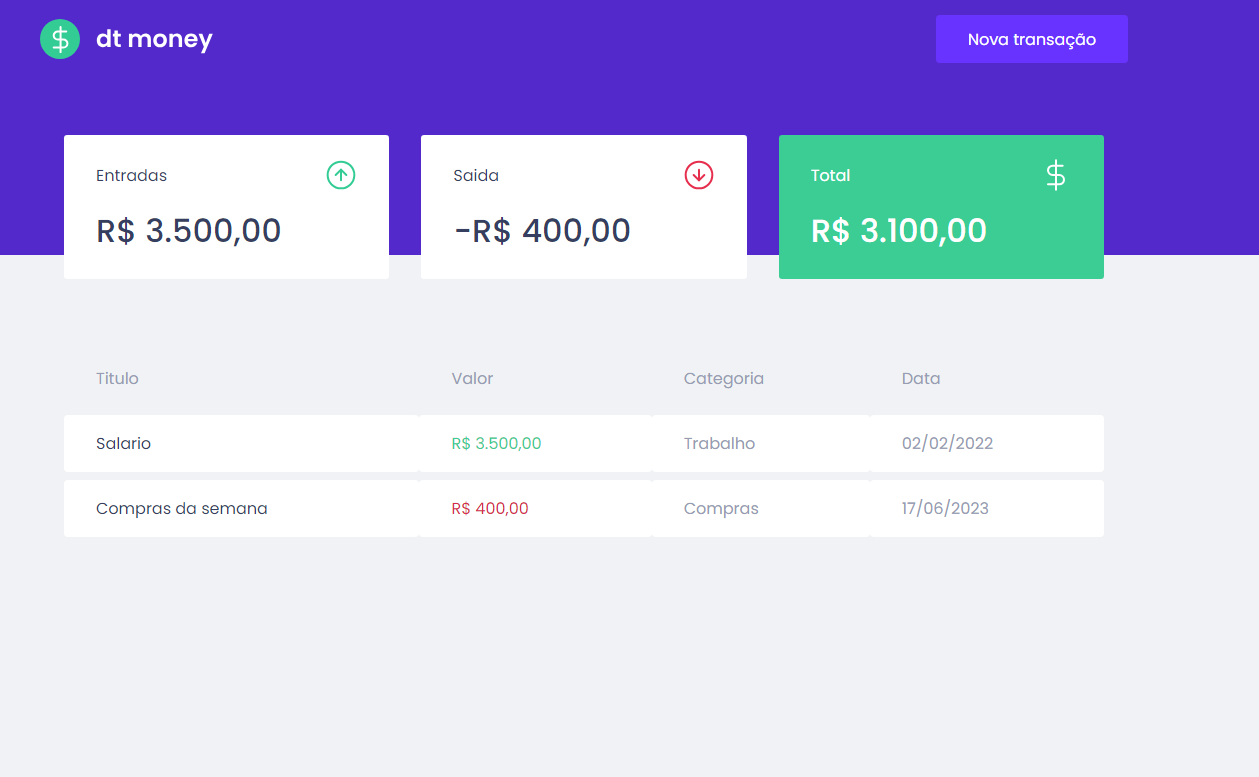 dt money
Nova transação
Entradas
R$ 3.500,00
Saida
-R$ 400,00
Total
$
R$ 3.100,00
Titulo Valor Categoria Data
Salario R$ 3.500,00 Trabalho 02/02/2022
Compras da semana R$ 400,00 Compras 17/06/2023